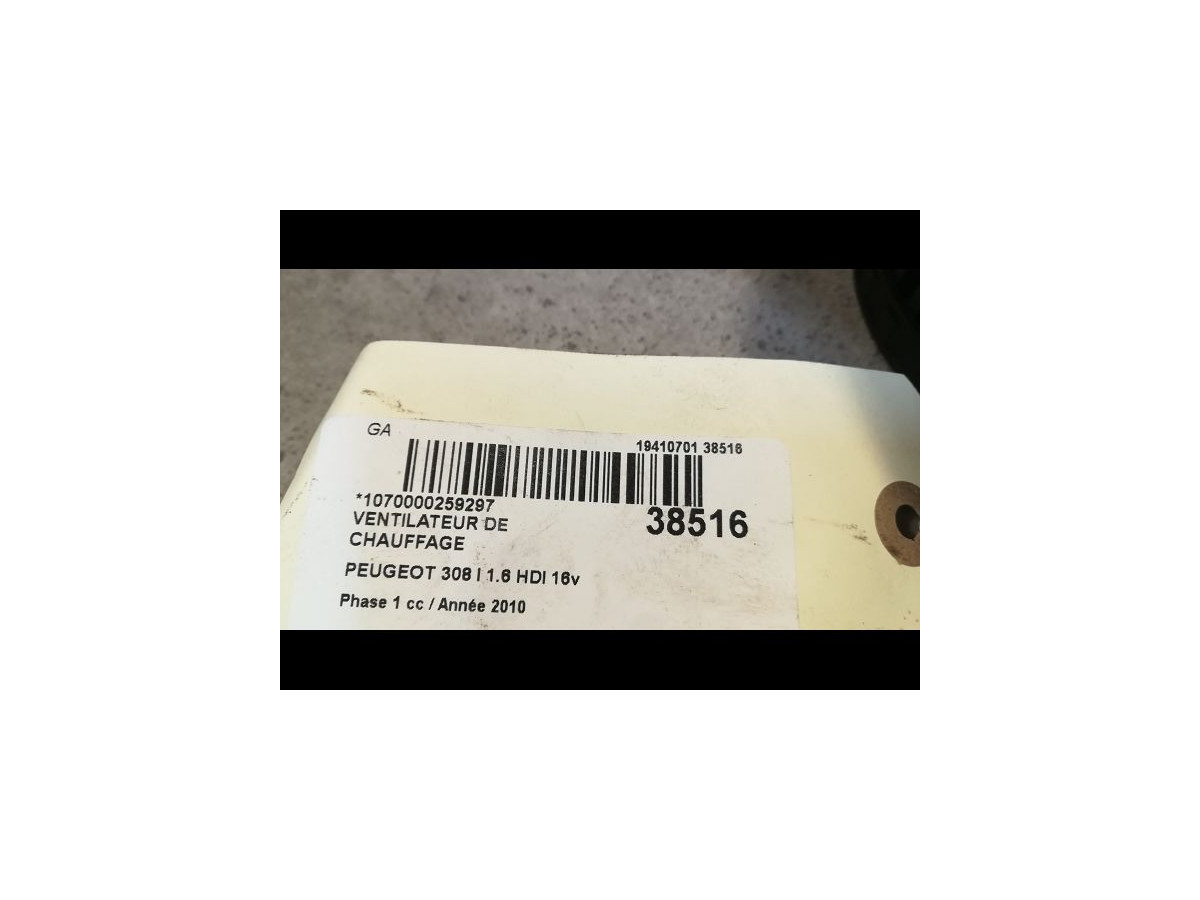 GA
19410701 38516
*1070000259297
38516
VENTILATEUR DE
CHAUFFAGE
PEUGEOT 308 I 1.6 HDI 16v
Phase 1 cc / Année 2010